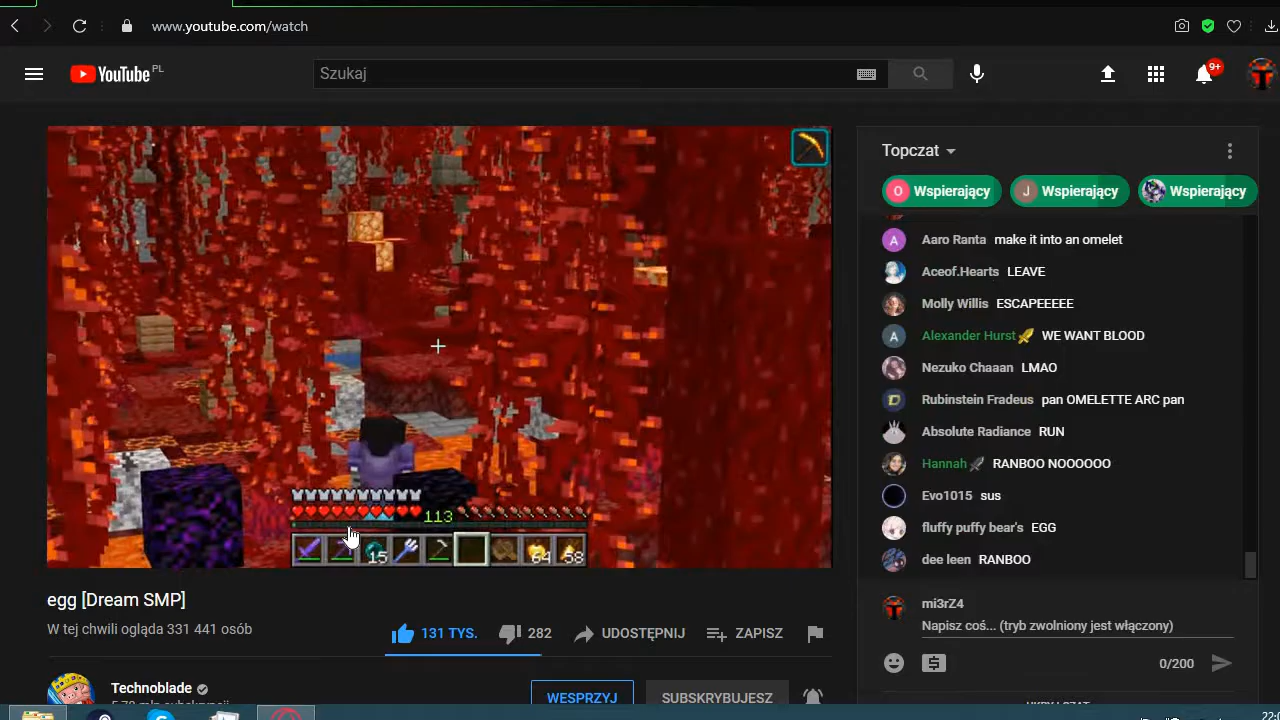 www.youtube.com/watch
YouTube PL
Szukaj
9+
Topczat
O Wspierający
J Wspierający
Wspierający
A Aaro Ranta make it into an omelet
Aceof.Hearts LEAVE
Molly Willis ESCAPEEEEE
A Alexander Hurst WE WANT BLOOD
Nezuko Chaaan LMAO
Rubinstein Fradeus pan OMELETTE ARC pan
Absolute Radiance RUN
Hannah RANBOO NOOOOOO
Evo1015 sus
fluffy puffy bear's EGG
dee leen RANBOO
113
15
64
58
egg [Dream SMP]
W tej chwili ogląda 331 441 osób
131 TYS.
282
UDOSTĘPNIJ
ZAPISZ
mi3rZ4
Napisz coś... (tryb zwolniony jest włączony)
0/200
Technoblade
WESPRZYJ
SUBSKRYBUJESZ